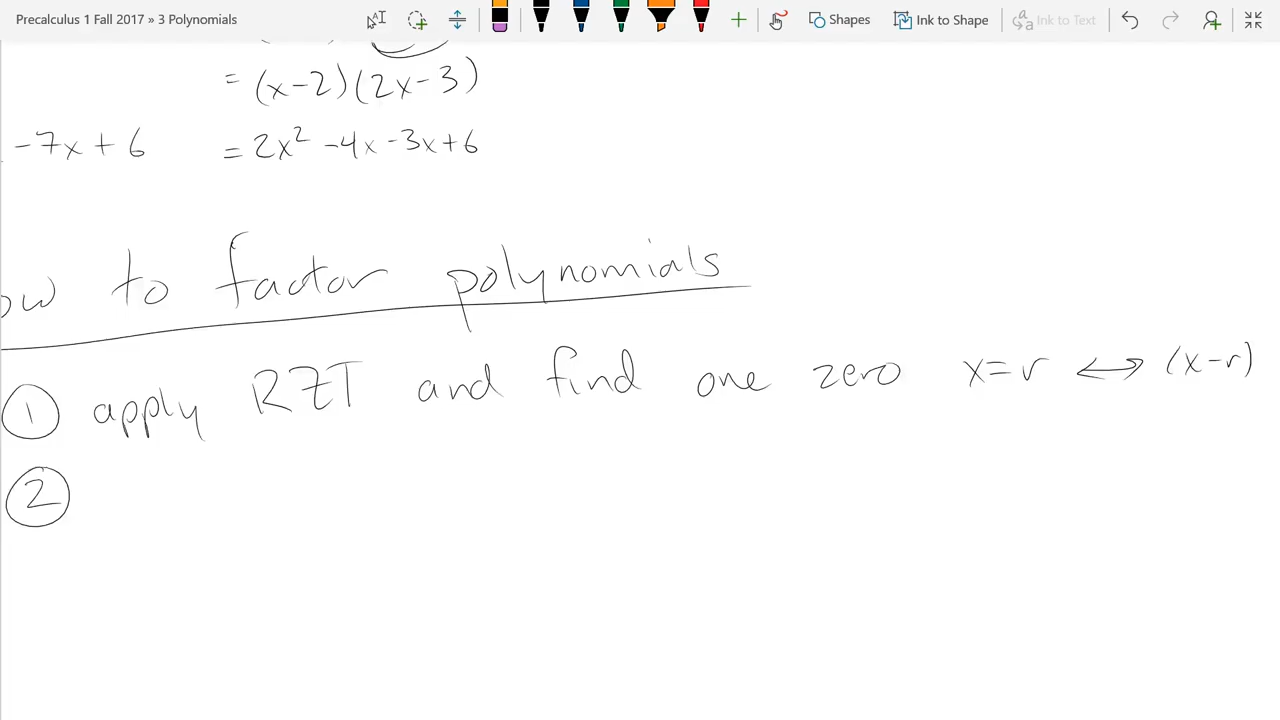 Precalculus 1 Fall 2017 » 3 Polynomials
Shapes
Ink to Shape
Ink to Text
= (x-2)(2x-3)
-7x + 6
= 2x² -4x -3x+6
ow to factor polynomials
① apply RZT and find one zero x=r ↔ (x-r)
②